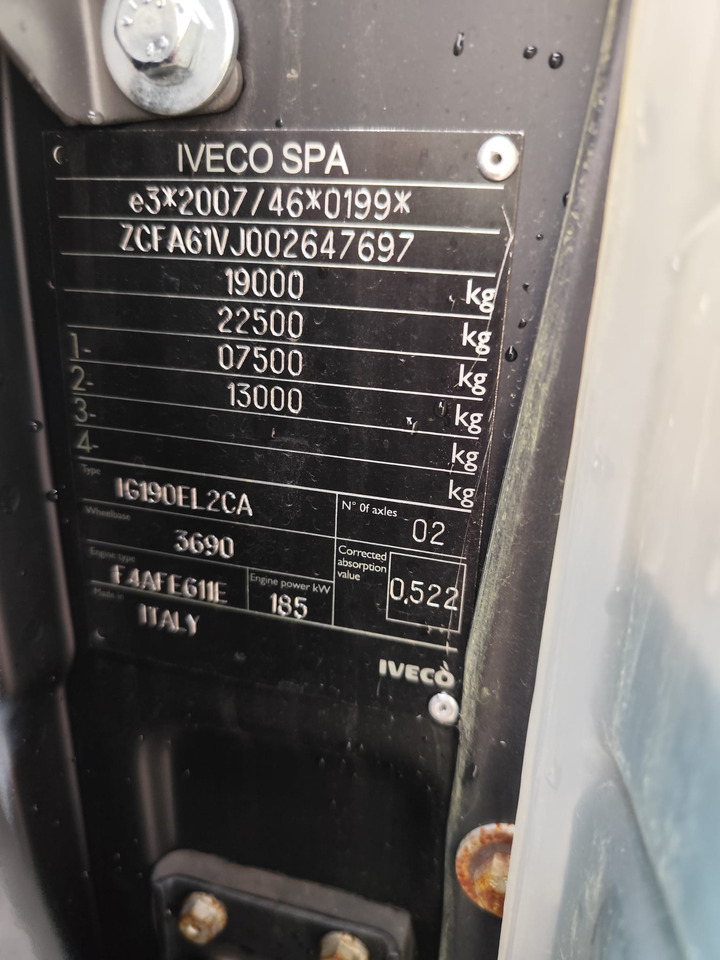 IVECO SPA
e3*2007/46*0199*
ZCFA61VJ002647697
19000 kg
22500 kg
1- 07500 kg
2- 13000 kg
3- kg
4- kg
Type IG190EL2CA
N° Of axles 02
Wheelbase 3690
Corrected absorption value 0,522
Engine type F4AFE611E
Engine power kW 185
Made in ITALY
IVECO